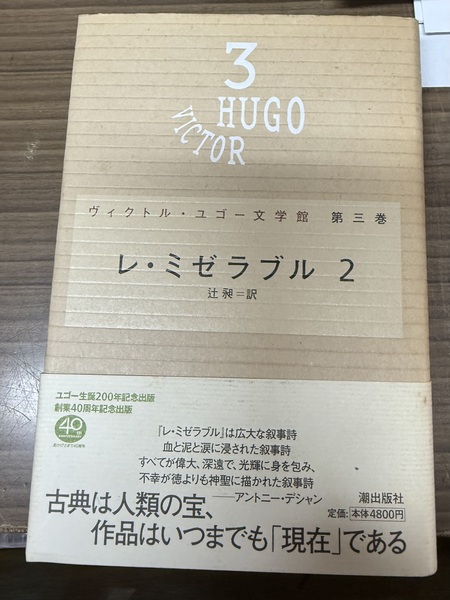 3
VICTOR
HUGO
ヴィクトル・ユゴー文学館 第三巻
レ・ミゼラブル 2
辻昶=訳
ユゴー生誕200年記念出版
創業40周年記念出版
40th
ANNIVERSARY
『レ・ミゼラブル』は広大な叙事詩
血と泥と涙に浸された叙事詩
すべてが偉大、深遠で、光輝に身を包み、
不幸が徳よりも神聖に描かれた叙事詩
——アントニー・デシャン
潮出版社
定価:本体4800円
古典は人類の宝、
作品はいつまでも「現在」である